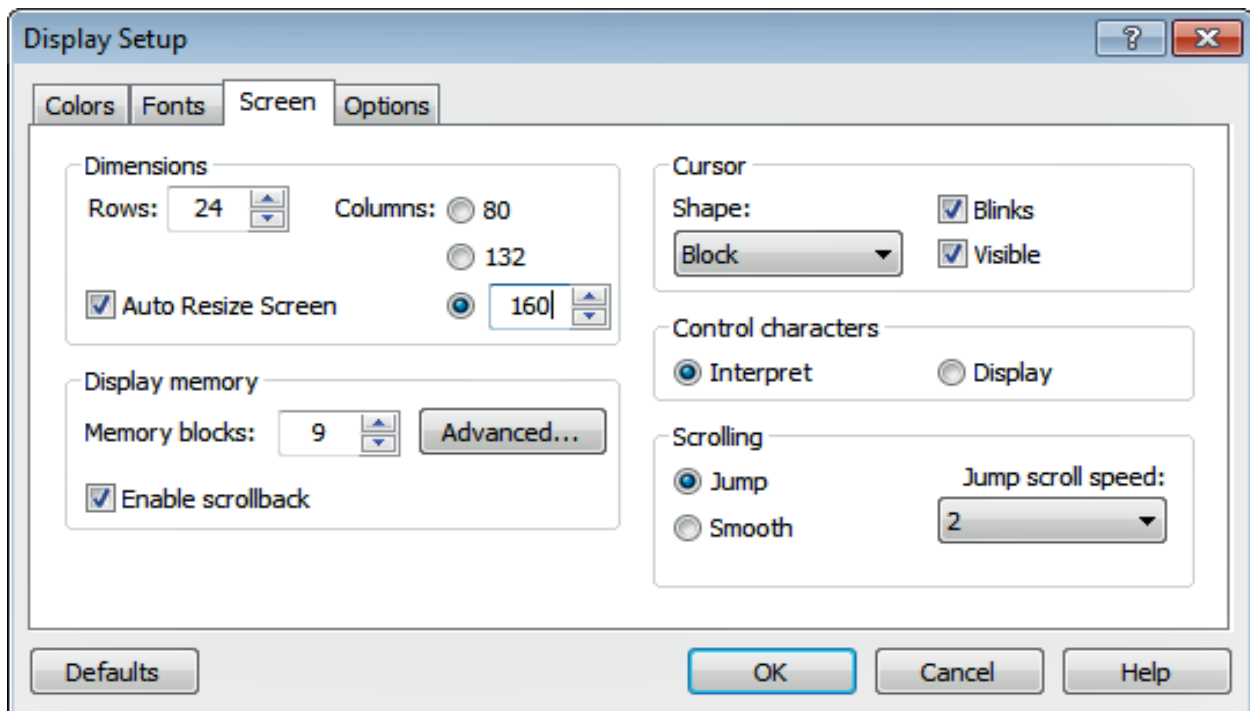 Display Setup
Colors Fonts Screen Options
Dimensions
Rows: 24 Columns: 80
132
Auto Resize Screen 160
Display memory
Memory blocks: 9 Advanced...
Enable scrollback
Cursor
Shape: Blinks
Block Visible
Control characters
Interpret Display
Scrolling
Jump Jump scroll speed:
Smooth 2
Defaults OK Cancel Help